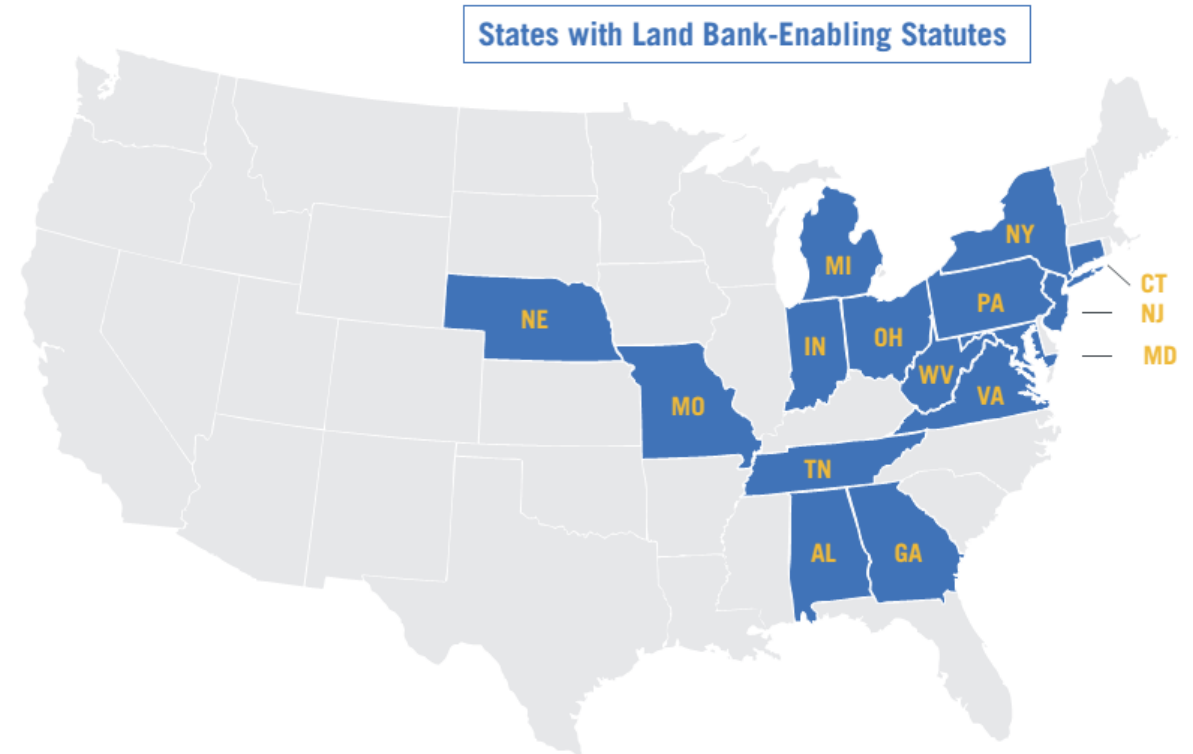 States with Land Bank-Enabling Statutes
NY
MI
CT
PA
NJ
NE
OH
IN
MD
WV
VA
MO
TN
AL
GA